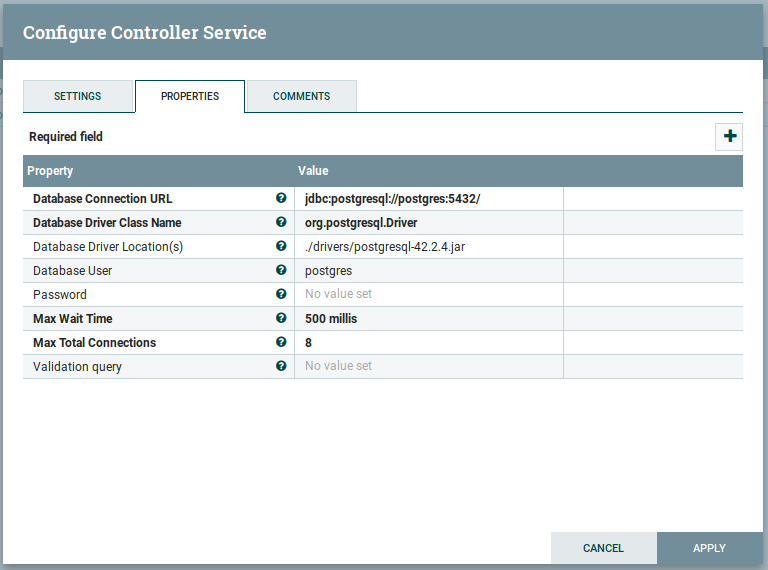 Configure Controller Service
SETTINGS PROPERTIES COMMENTS
Required field
Property Value
Database Connection URL jdbc:postgresql://postgres:5432/
Database Driver Class Name org.postgresql.Driver
Database Driver Location(s) ./drivers/postgresql-42.2.4.jar
Database User postgres
Password No value set
Max Wait Time 500 millis
Max Total Connections 8
Validation query No value set
CANCEL APPLY